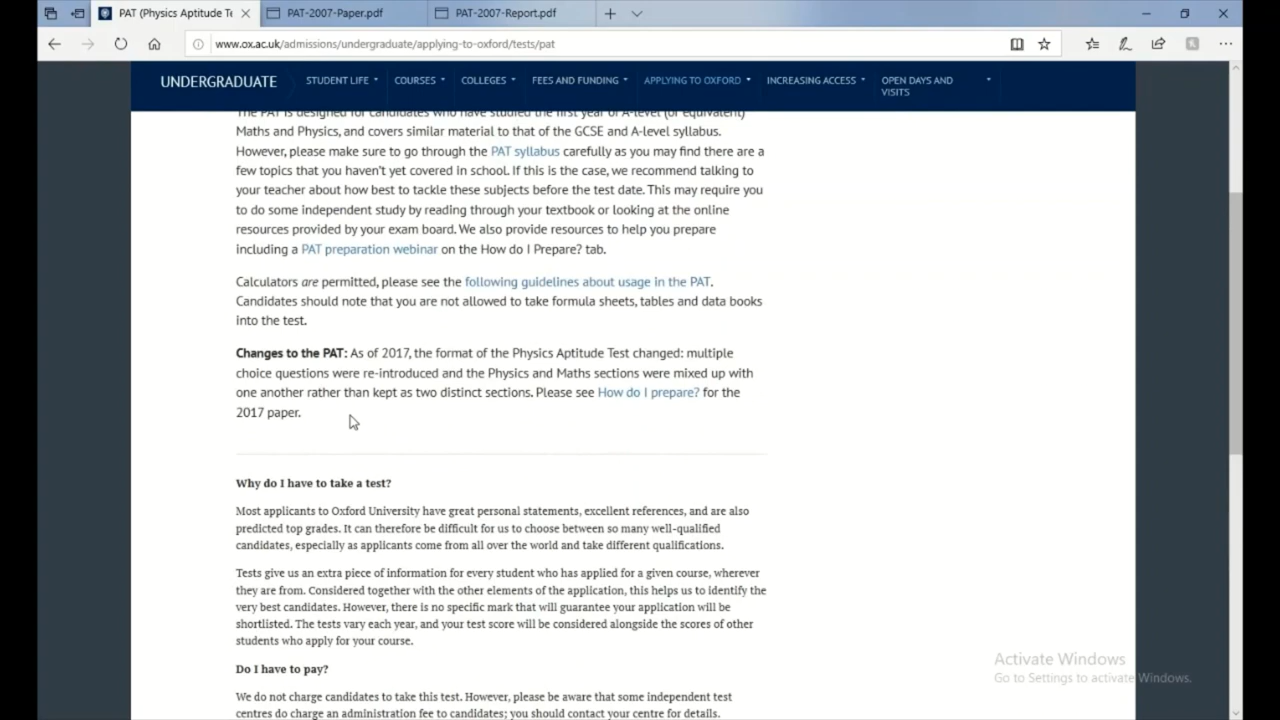 PAT (Physics Aptitude Te
PAT-2007-Paper.pdf
PAT-2007-Report.pdf
www.ox.ac.uk/admissions/undergraduate/applying-to-oxford/tests/pat
UNDERGRADUATE
STUDENT LIFE
COURSES
COLLEGES
FEES AND FUNDING
APPLYING TO OXFORD
INCREASING ACCESS
OPEN DAYS AND
VISITS
The PAT is designed for candidates who have studied the first year of A-level (or equivalent)
Maths and Physics, and covers similar material to that of the GCSE and A-level syllabus.
However, please make sure to go through the PAT syllabus carefully as you may find there are a
few topics that you haven't yet covered in school. If this is the case, we recommend talking to
your teacher about how best to tackle these subjects before the test date. This may require you
to do some independent study by reading through your textbook or looking at the online
resources provided by your exam board. We also provide resources to help you prepare
including a PAT preparation webinar on the How do I Prepare? tab.
Calculators are permitted, please see the following guidelines about usage in the PAT.
Candidates should note that you are not allowed to take formula sheets, tables and data books
into the test.
Changes to the PAT: As of 2017, the format of the Physics Aptitude Test changed: multiple
choice questions were re-introduced and the Physics and Maths sections were mixed up with
one another rather than kept as two distinct sections. Please see How do I prepare? for the
2017 paper.
Why do I have to take a test?
Most applicants to Oxford University have great personal statements, excellent references, and are also
predicted top grades. It can therefore be difficult for us to choose between so many well-qualified
candidates, especially as applicants come from all over the world and take different qualifications.
Tests give us an extra piece of information for every student who has applied for a given course, wherever
they are from. Considered together with the other elements of the application, this helps us to identify the
very best candidates. However, there is no specific mark that will guarantee your application will be
shortlisted. The tests vary each year, and your test score will be considered alongside the scores of other
students who apply for your course.
Do I have to pay?
We do not charge candidates to take this test. However, please be aware that some independent test
centres do charge an administration fee to candidates; you should contact your centre for details.
Activate Windows
Go to Settings to activate Windows.